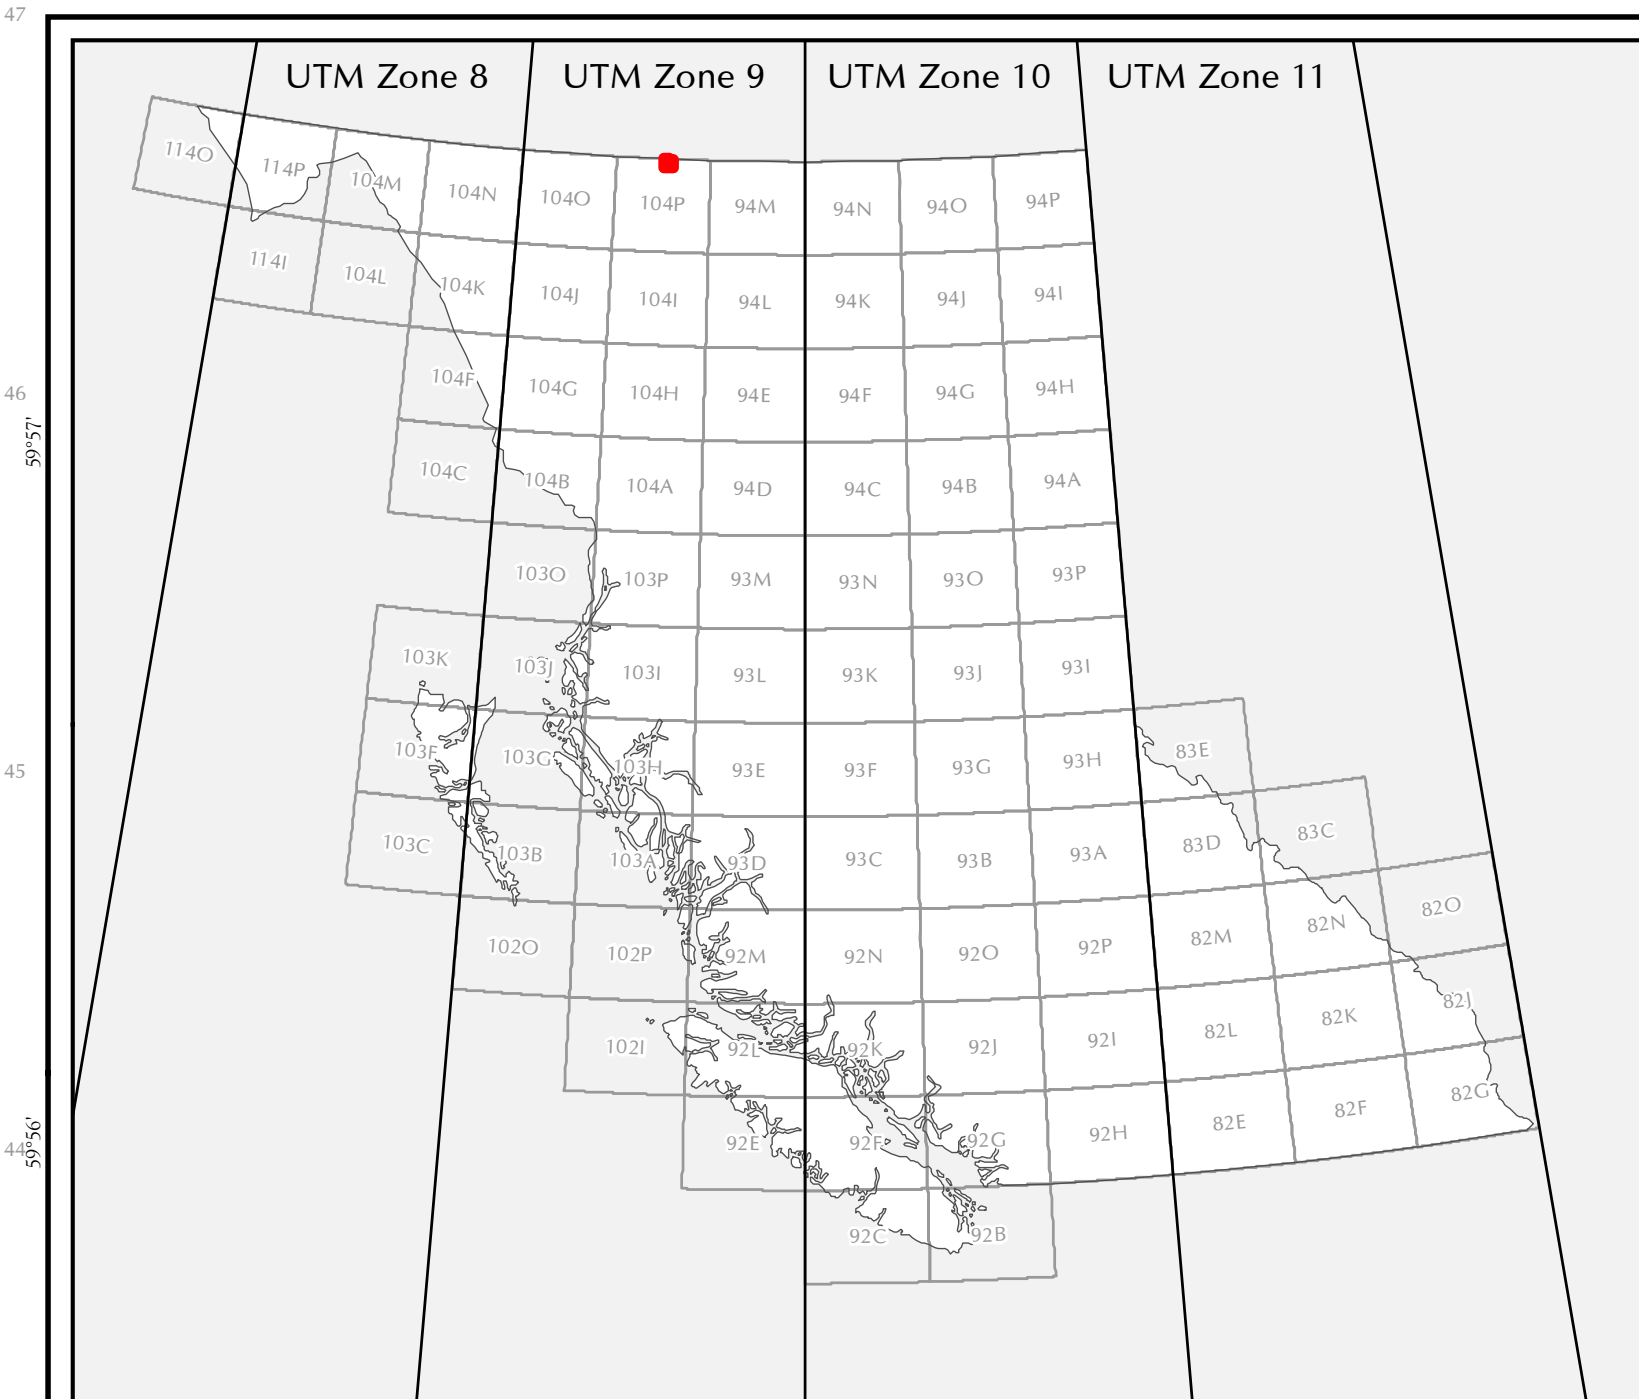 47
UTM Zone 8 UTM Zone 9 UTM Zone 10 UTM Zone 11
114O 114P 104M 104N 104O 104P 94M 94N 94O 94P
114I 104L 104K 104J 104I 94L 94K 94J 94I
104F 104G 104H 94E 94F 94G 94H
46
59°57'
104C 104B 104A 94D 94C 94B 94A
103O 103P 93M 93N 93O 93P
103K 103J 103I 93L 93K 93J 93I
103F 103G 103H 93E 93F 93G 93H 83E
45
103C 103B 103A 93D 93C 93B 93A 83D 83C
102O 102P 92M 92N 92O 92P 82M 82N 82O
102I 92L 92K 92J 92I 82L 82K 82J
44
59°56'
92E 92F 92G 92H 82E 82F 82G
92C 92B